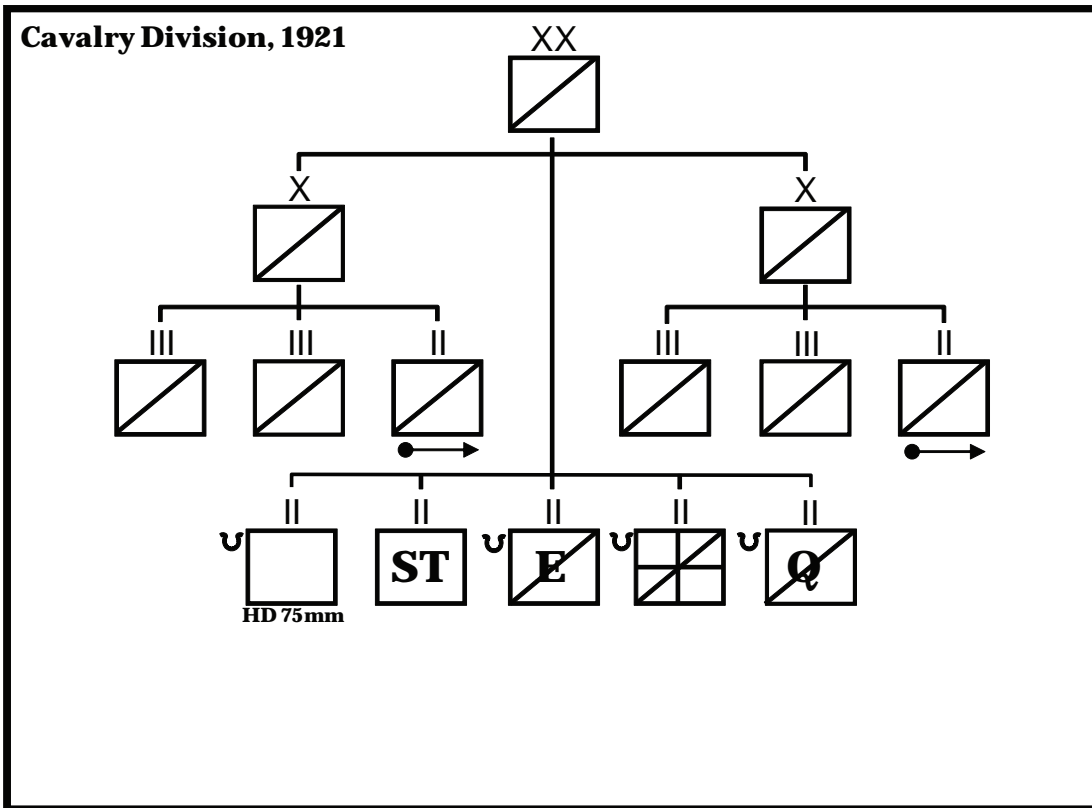 Cavalry Division, 1921
XX
X X
III III II III III II
II II II II II
ST E Q
HD 75mm